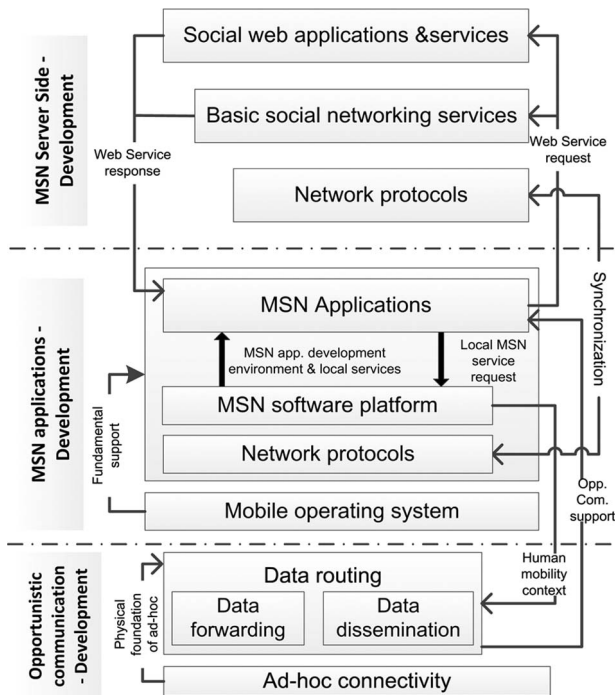 MSN Server Side -
Development
Social web applications &services
Basic social networking services
Web Service
response
Web Service
request
Network protocols
Synchronization
MSN applications -
Development
MSN Applications
MSN app. development
environment & local services
Local MSN
service
request
MSN software platform
Network protocols
Fundamental
support
Mobile operating system
Opp.
Com.
support
Human
mobility
context
Opportunistic
communication
- Development
Physical
foundation
of ad-hoc
Data routing
Data
forwarding
Data
dissemination
Ad-hoc connectivity